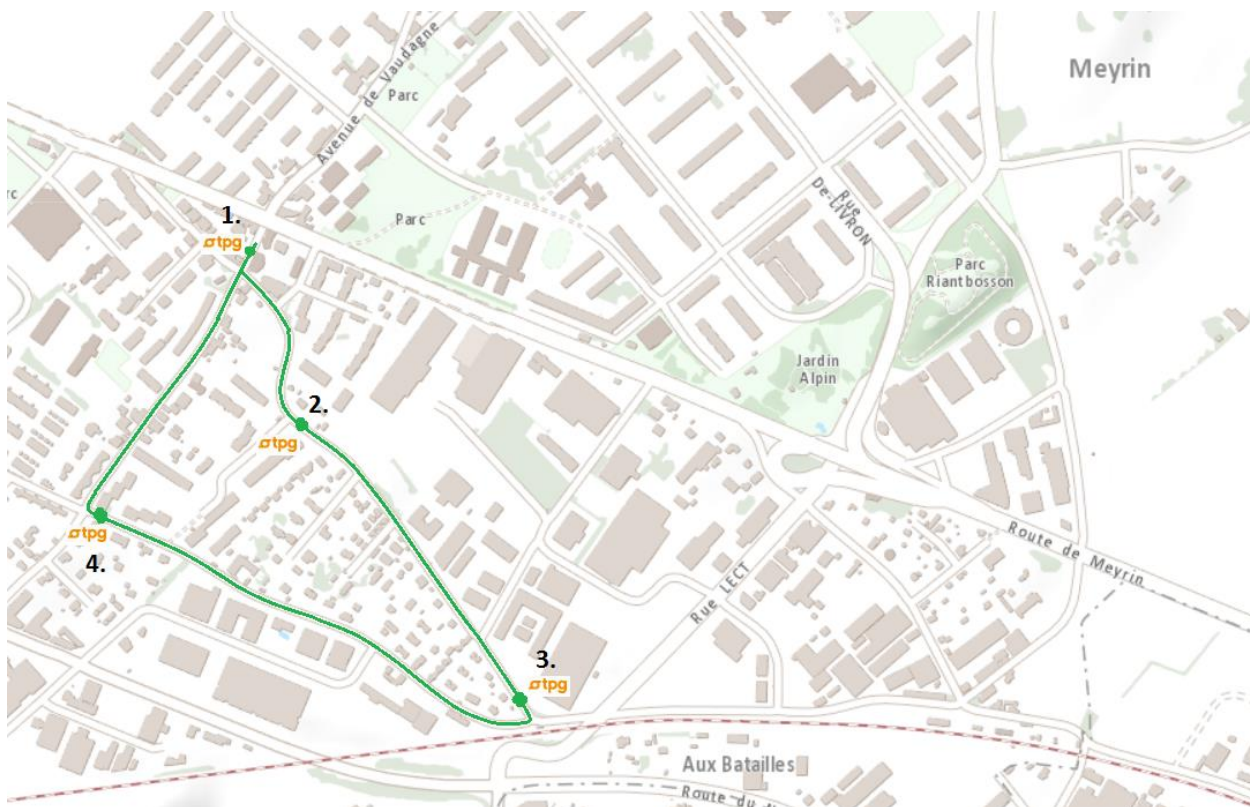 Meyrin
Avenue de Vaudagne
Parc
rc
Parc
1.
tpg
Rue
De-LIVRON
Parc
Riantbosson
Jardin
Alpin
2.
tpg
tpg
4.
Route de Meyrin
Rue LECT
3.
tpg
Aux Batailles
Route du